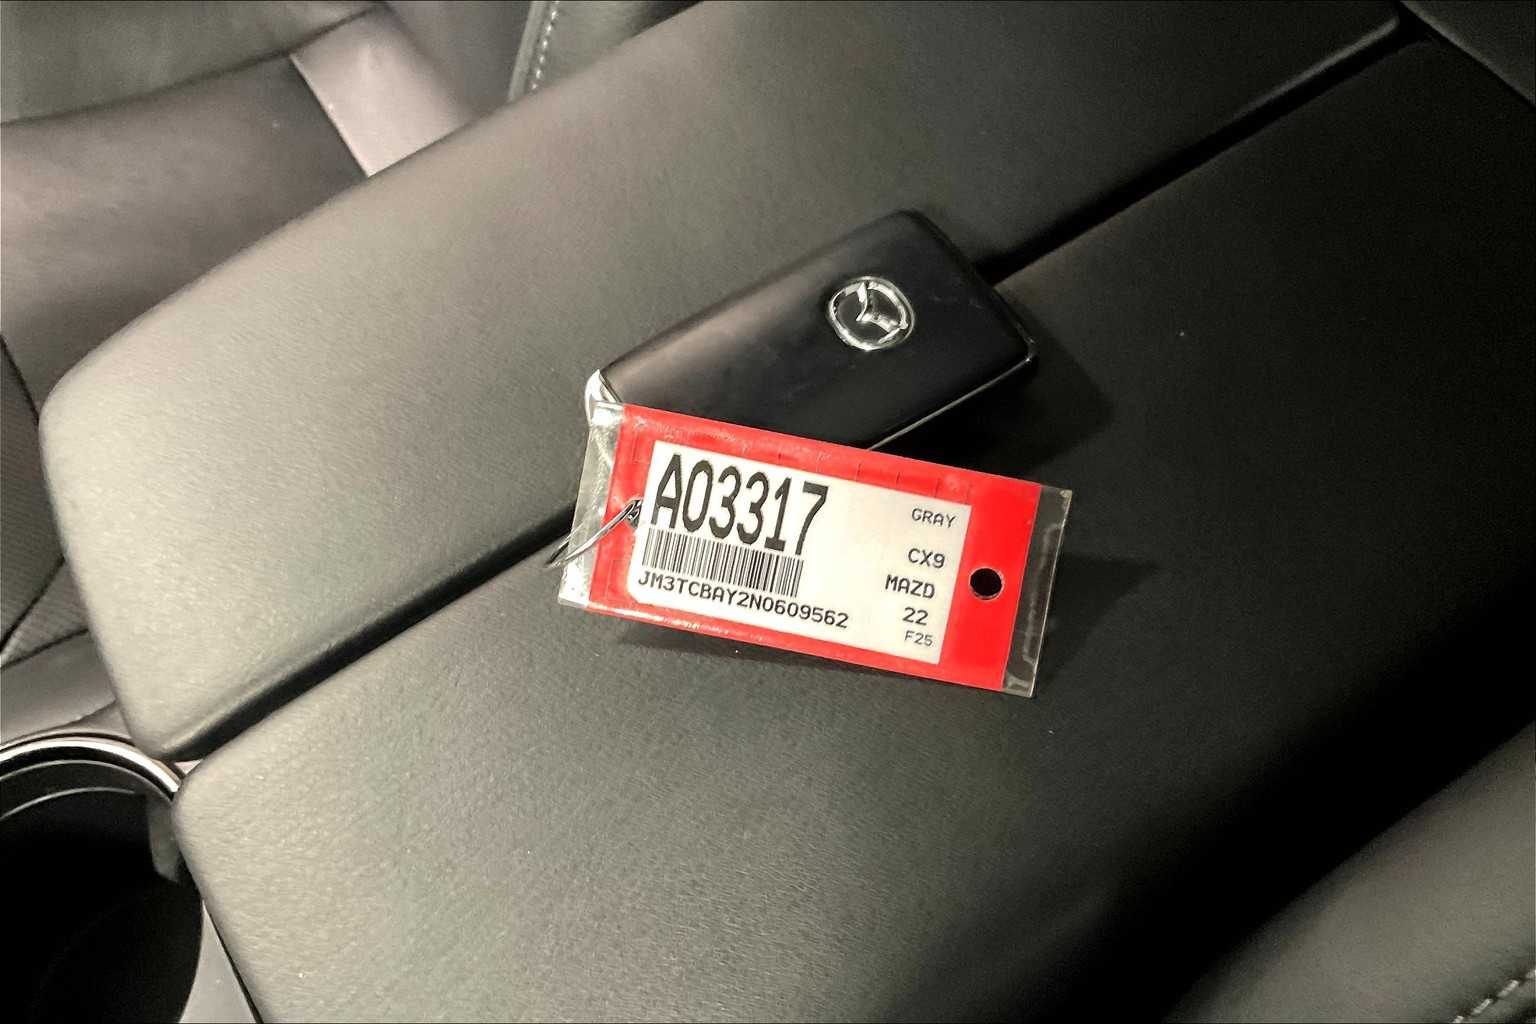 A03317
JM3TCBAY2N0609562
GRAY
CX9
MAZD
22
F25